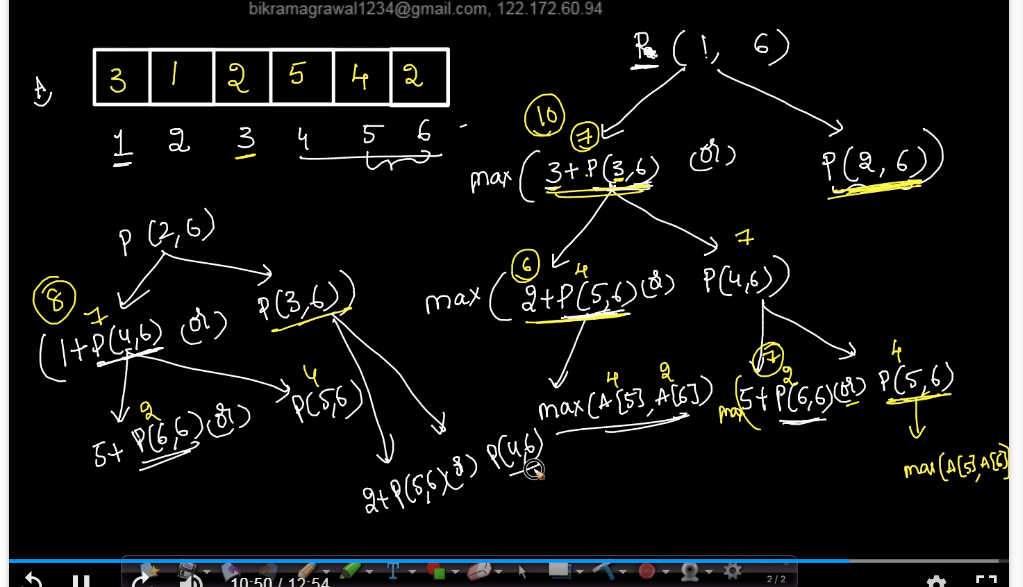 bikramagrawal1234@gmail.com, 122.172.60.94
P (1, 6)
A
3 1 2 5 4 2
1 2 3 4 5 6
10 7
max (3+P(3,6) (or) P(2,6))
P (2,6)
6 4 7
max (2+P(5,6) (or) P(4,6))
8 7
(1+P(4,6) (or) P(3,6))
2 4
5+ P(6,6) (or) P(5,6)
4 2
max(A[5], A[6])
7 2 4
max(5+P(6,6) (or) P(5,6)
max(A[5],A[6]
2+P(5,6) (or) P(4,6)
T
10:50 / 12:54
2 / 2